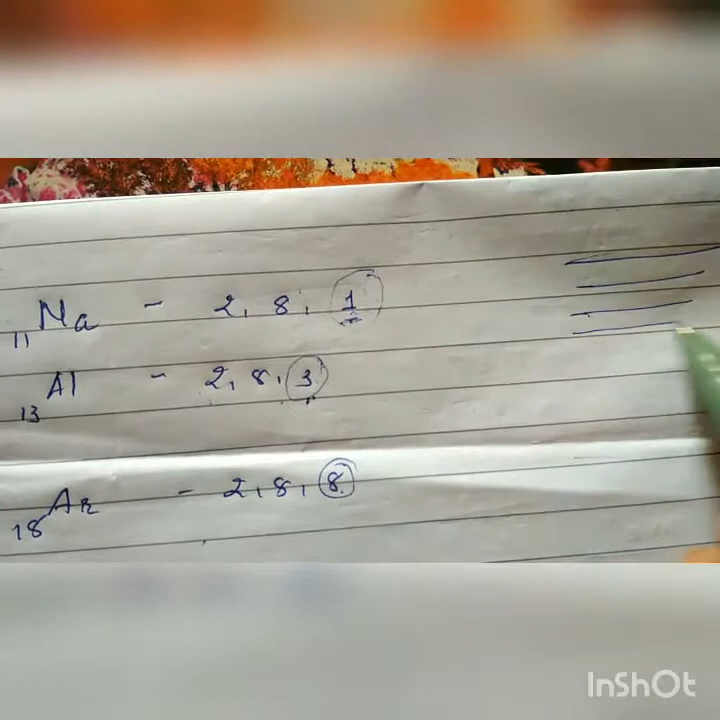 11Na - 2, 8, 1
13Al - 2, 8, 3
18Ar - 2, 8, 8
InShOt